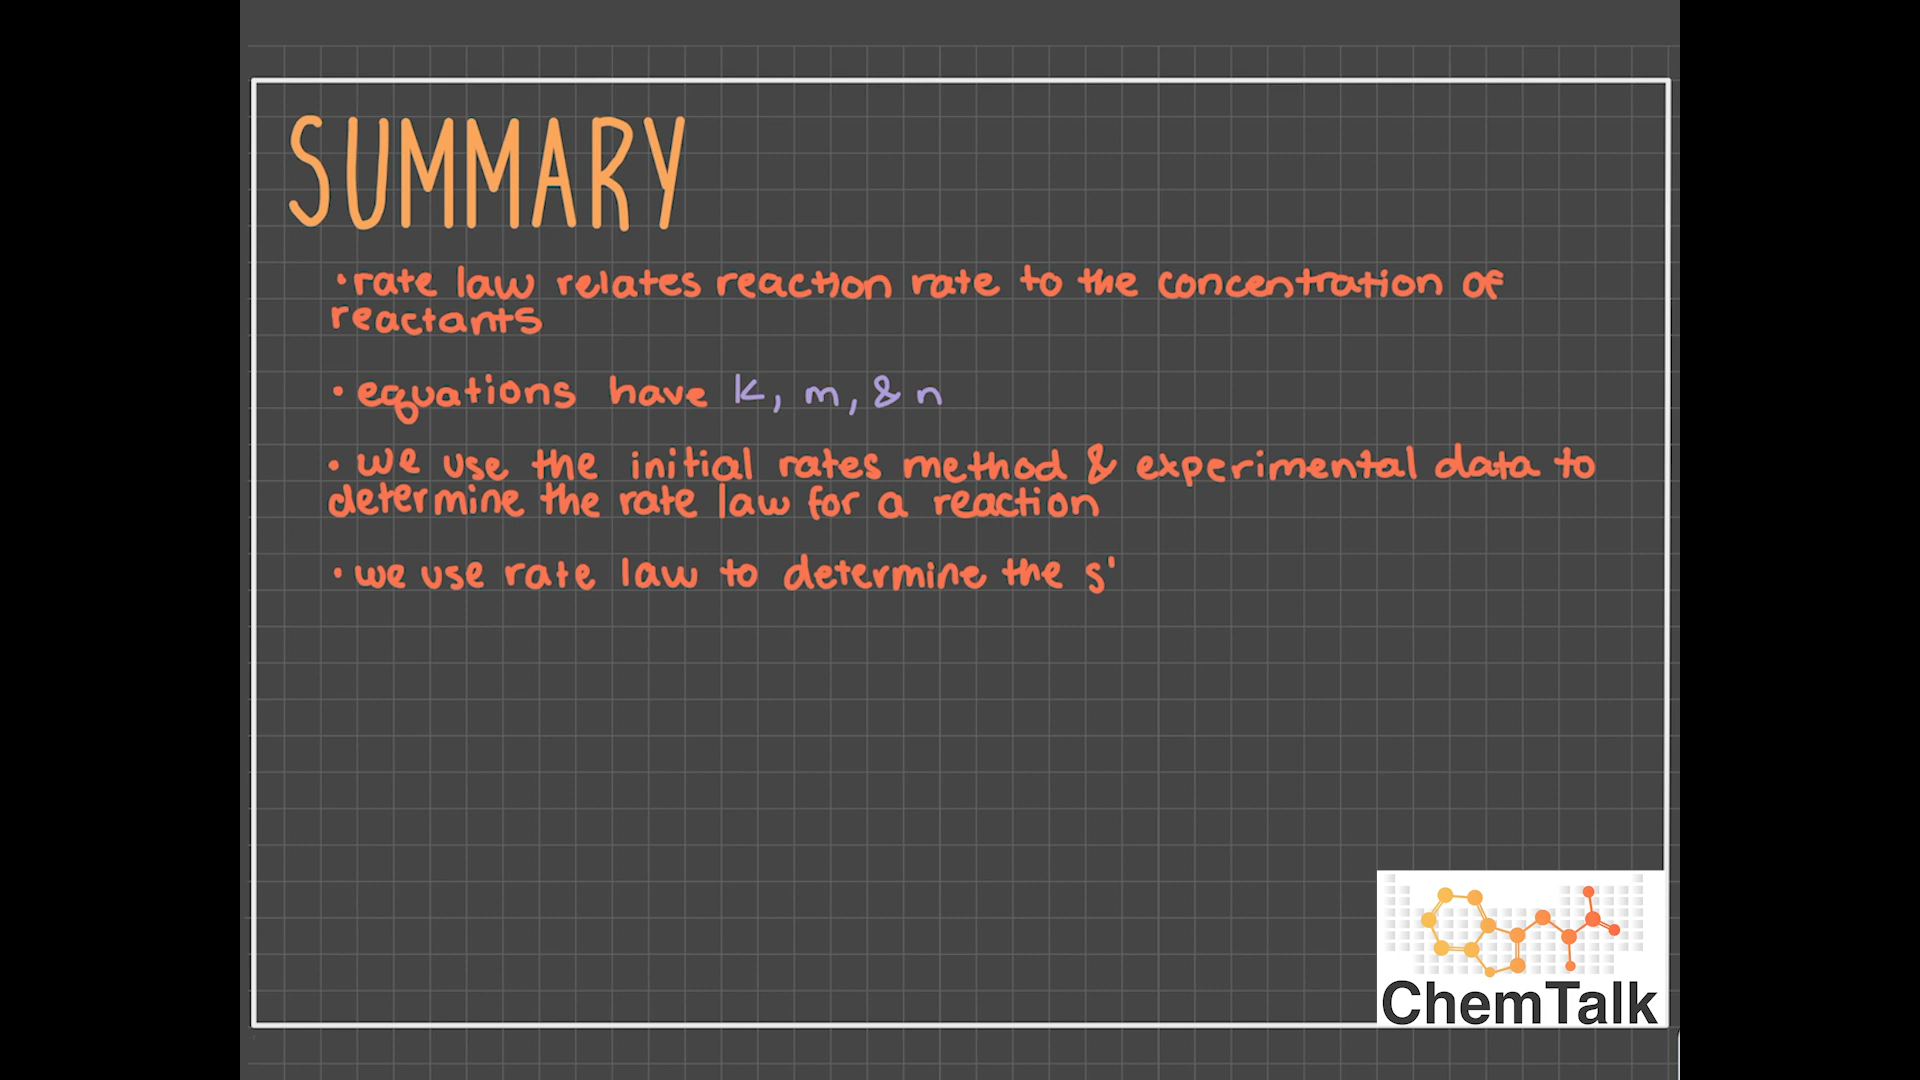 SUMMARY
• rate law relates reaction rate to the concentration of
reactants
• equations have k, m, & n
• we use the initial rates method & experimental data to
determine the rate law for a reaction
• we use rate law to determine the s'
ChemTalk